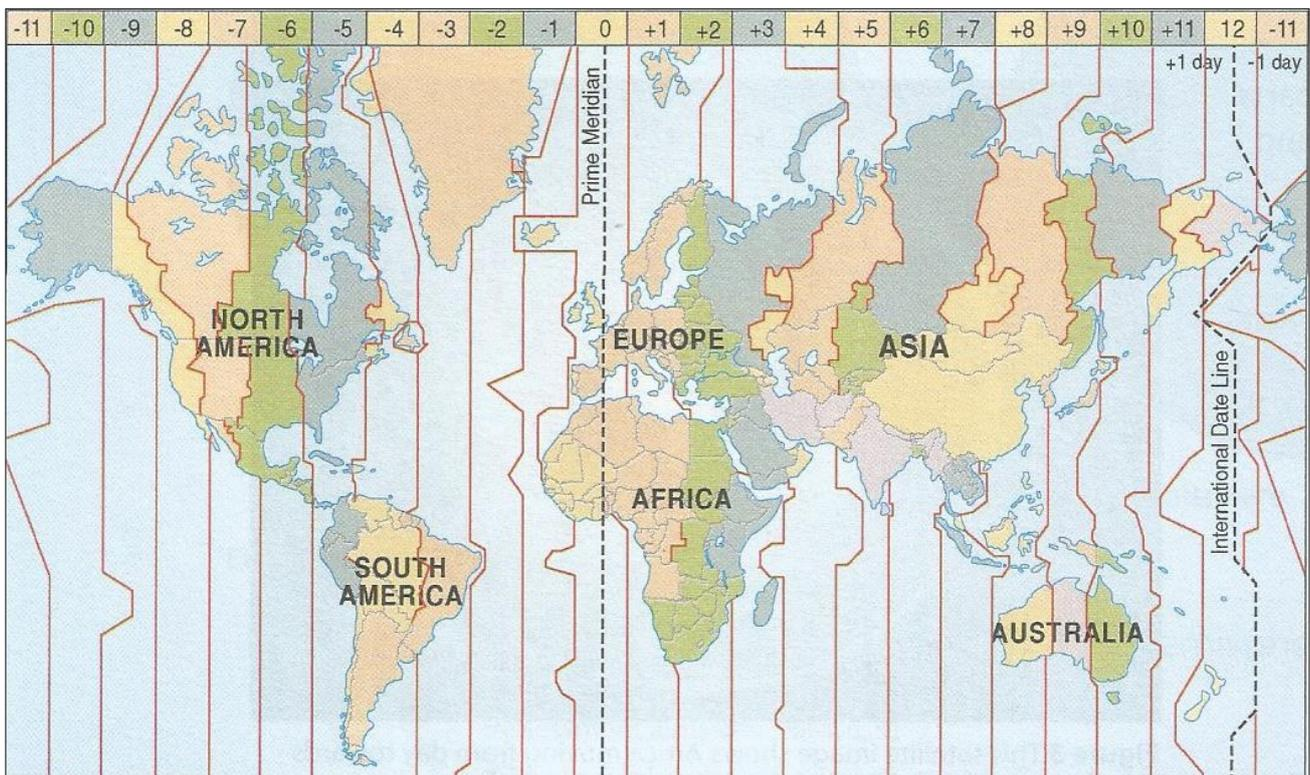 -11 -10 -9 -8 -7 -6 -5 -4 -3 -2 -1 0 +1 +2 +3 +4 +5 +6 +7 +8 +9 +10 +11 12 -11
+1 day -1 day
Prime Meridian
NORTH
AMERICA
EUROPE
ASIA
International Date Line
AFRICA
SOUTH
AMERICA
AUSTRALIA